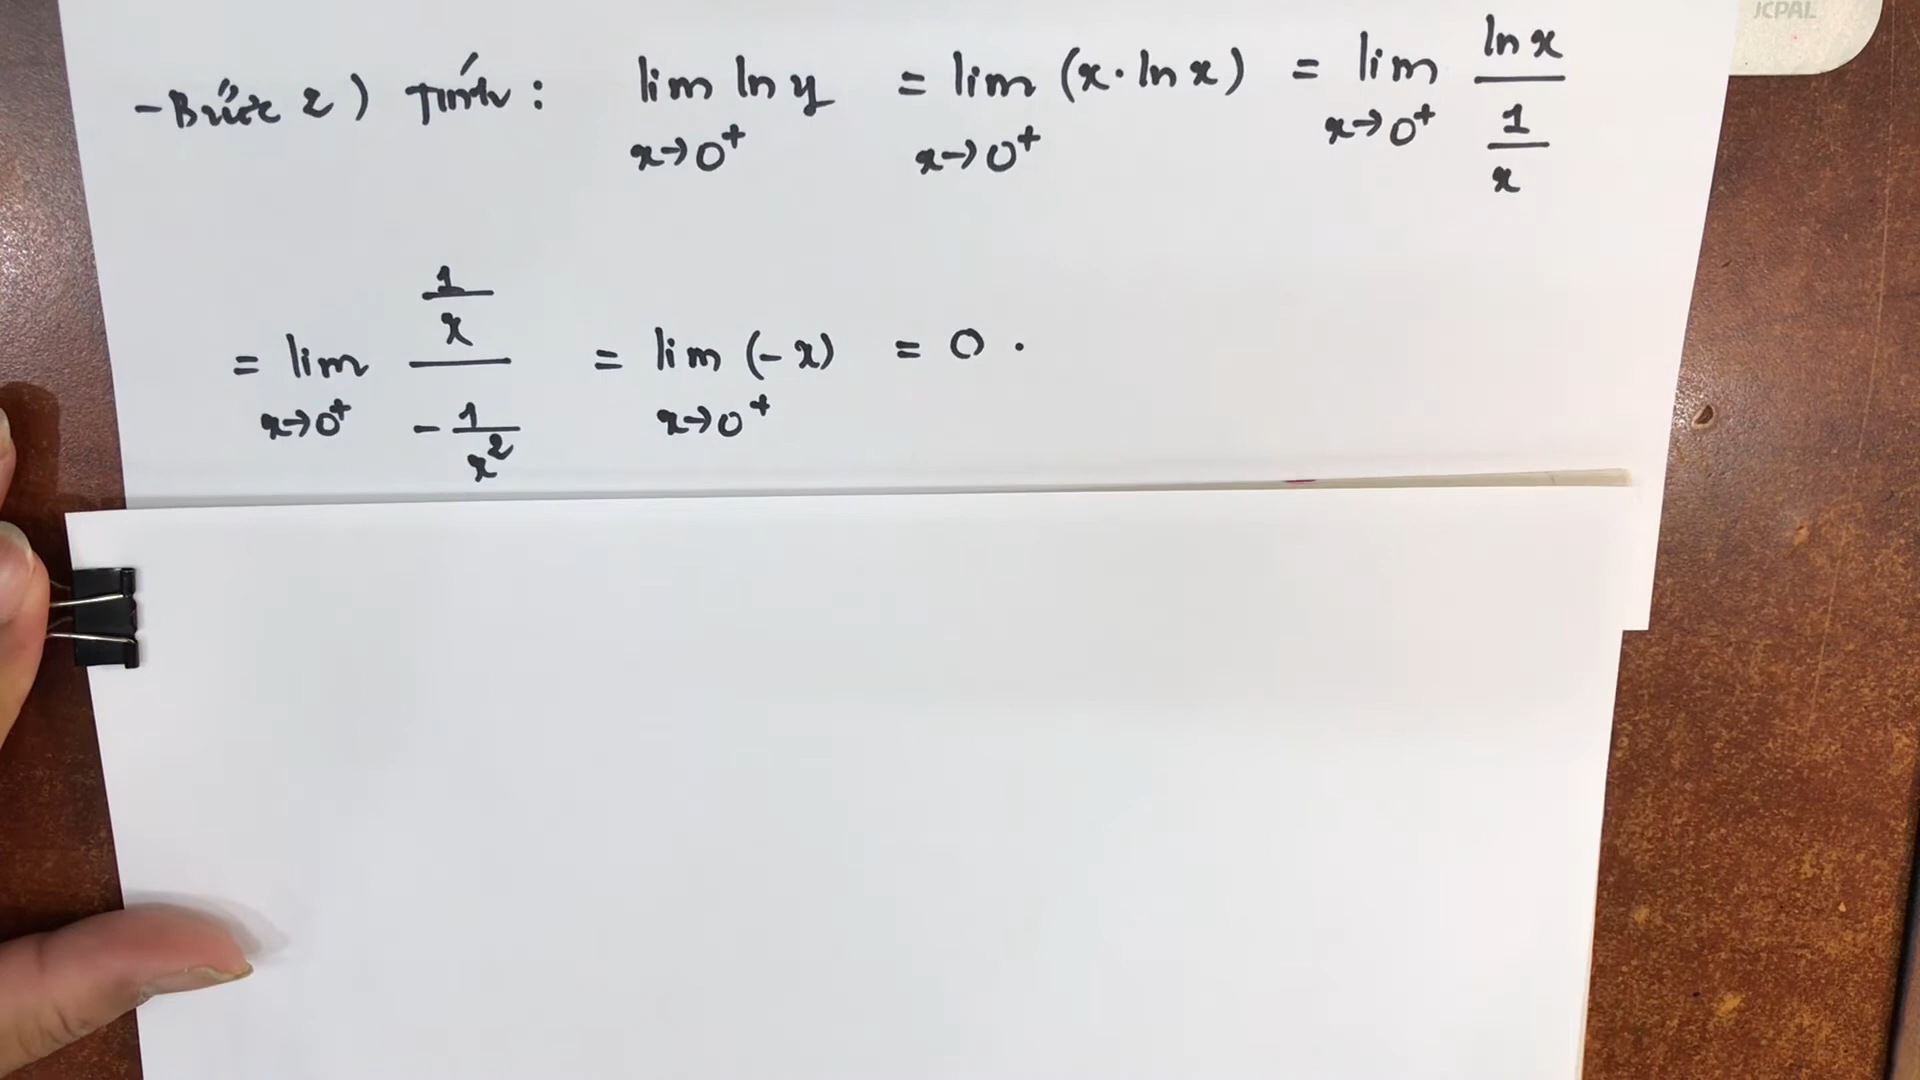 JCPAL
- Bước 2) Tính: lim_{x→0⁺} ln y = lim_{x→0⁺} (x · ln x) = lim_{x→0⁺} (ln x)/(1/x)
= lim_{x→0⁺} (1/x)/(-1/x²) = lim_{x→0⁺} (-x) = 0 .